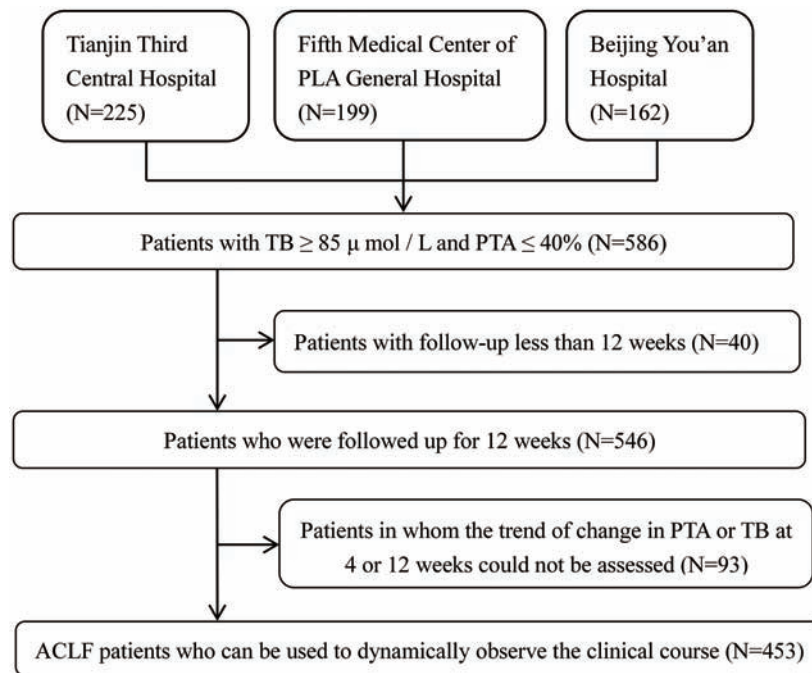 Tianjin Third
Central Hospital
(N=225)
Fifth Medical Center of
PLA General Hospital
(N=199)
Beijing You'an
Hospital
(N=162)
Patients with TB ≥ 85 μ mol / L and PTA ≤ 40% (N=586)
Patients with follow-up less than 12 weeks (N=40)
Patients who were followed up for 12 weeks (N=546)
Patients in whom the trend of change in PTA or TB at
4 or 12 weeks could not be assessed (N=93)
ACLF patients who can be used to dynamically observe the clinical course (N=453)